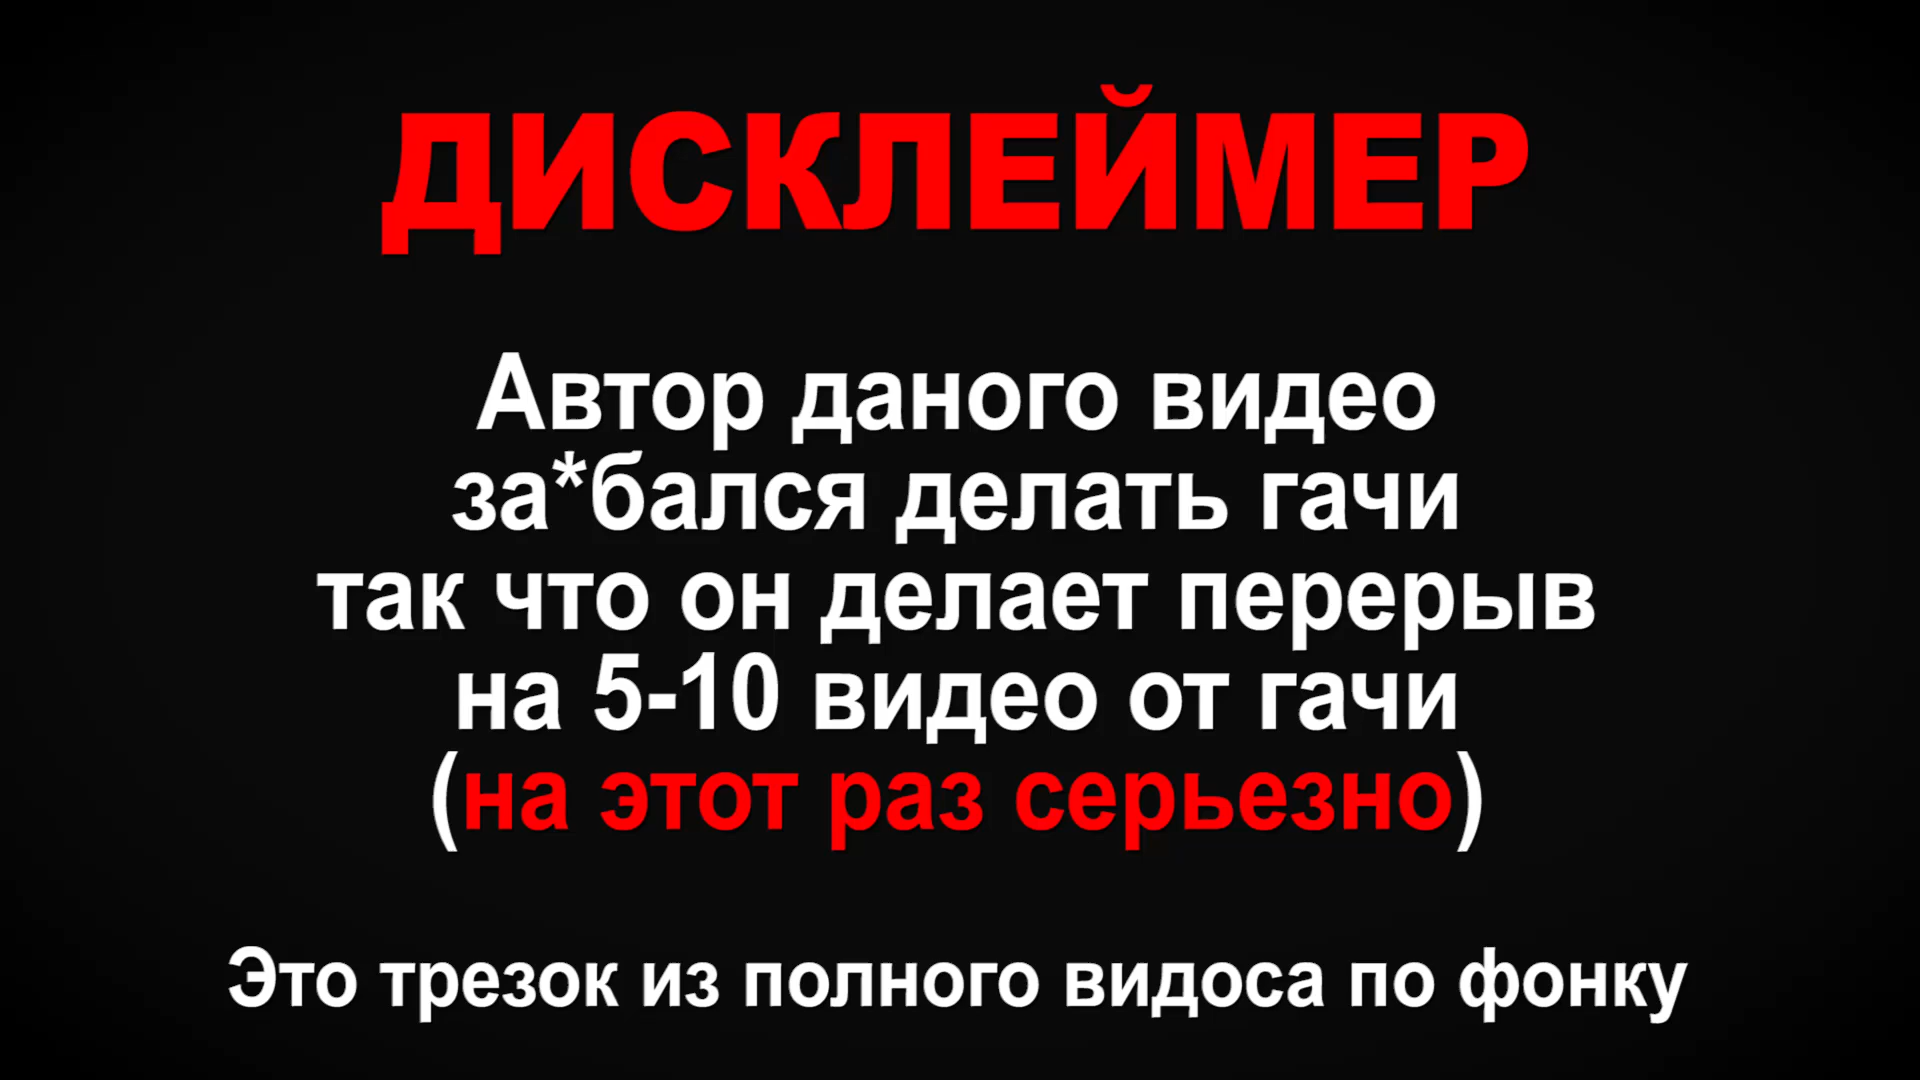 ДИСКЛЕЙМЕР
Автор даного видео
за*бался делать гачи
так что он делает перерыв
на 5-10 видео от гачи
(на этот раз серьезно)
Это трезок из полного видоса по фонку